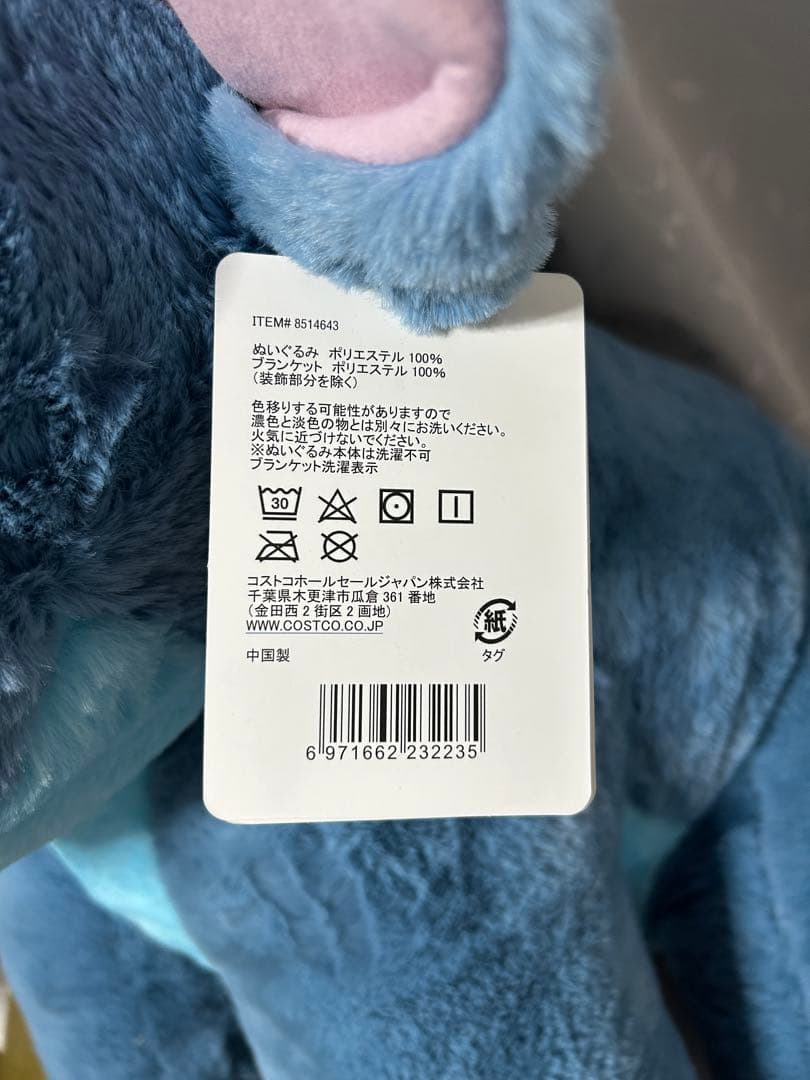 ITEM# 8514643
ぬいぐるみ ポリエステル 100%
ブランケット ポリエステル 100%
(装飾部分を除く)
色移りする可能性がありますので
濃色と淡色の物とは別々にお洗いください。
火気に近づけないでください。
※ぬいぐるみ本体は洗濯不可
ブランケット洗濯表示
30
コストコホールセールジャパン株式会社
千葉県木更津市瓜倉 361 番地
(金田西 2 街区 2 画地)
WWW.COSTCO.CO.JP
紙
中国製
タグ
6 971662 232235